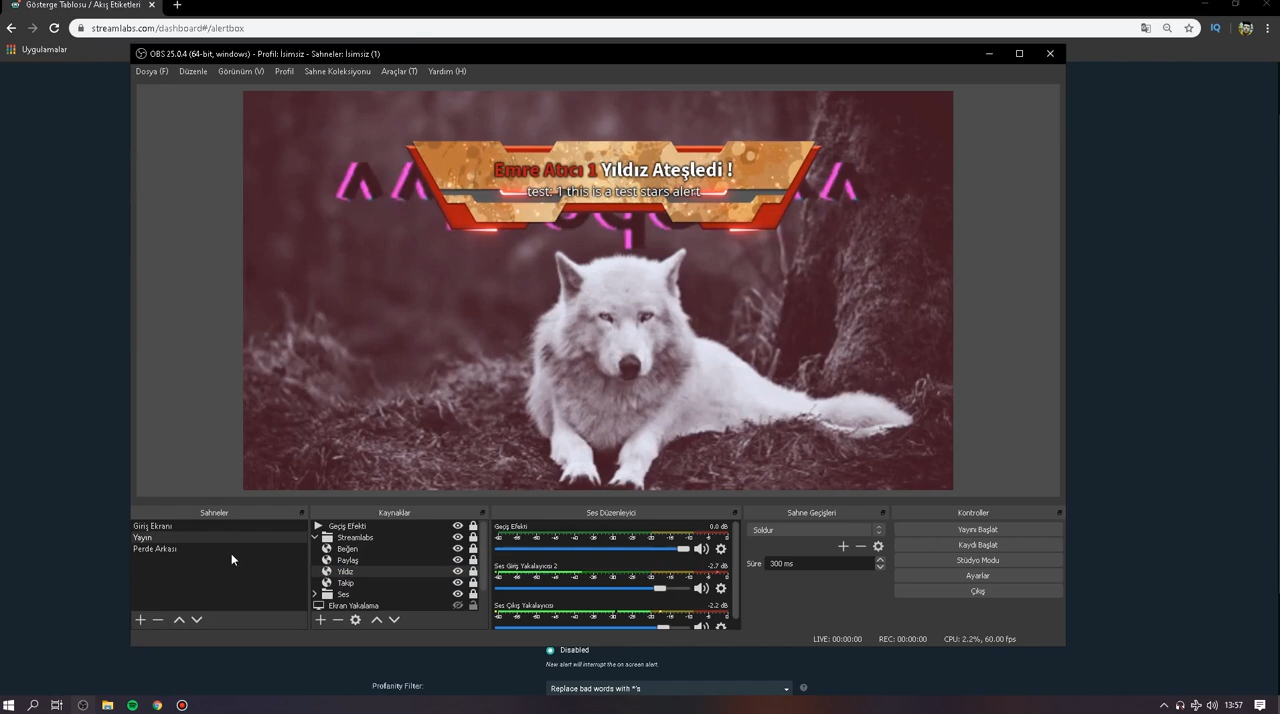 Gösterge Tablosu / Akış Etiketleri
streamlabs.com/dashboard#/alertbox
Uygulamalar
OBS 25.0.4 (64-bit, windows) - Profil: İsimsiz - Sahneler: İsimsiz (1)
Dosya (F) Düzenle Görünüm (V) Profil Sahne Koleksiyonu Araçlar (T) Yardım (H)
Emre Atıcı 1 Yıldız Ateşledi !
test: 1 this is a test stars alert
Sahneler
Giriş Ekranı
Yayın
Perde Arkası
Kaynaklar
Geçiş Efekti
Streamlabs
Beğen
Paylaş
Yıldız
Takip
Ses
Ekran Yakalama
Ses Düzenleyici
Geçiş Efekti 0.0 dB
Ses Giriş Yakalayıcısı 2 -2.7 dB
Ses Çıkış Yakalayıcısı -2.2 dB
Sahne Geçişleri
Soldur
Süre 300 ms
Kontroller
Yayını Başlat
Kaydı Başlat
Stüdyo Modu
Ayarlar
Çıkış
LIVE: 00:00:00 REC: 00:00:00 CPU: 2.2%, 60.00 fps
Disabled
New alert will interrupt the on screen alert.
Profanity Filter: Replace bad words with *'s
13:57